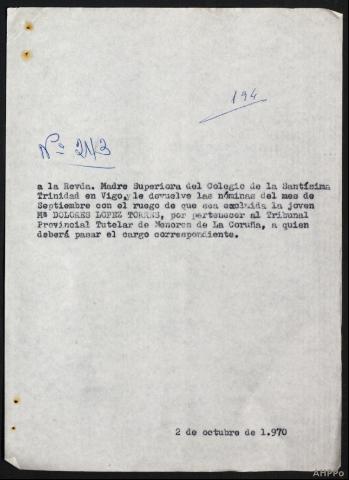 194
Nº 213
a la Revda. Madre Superiora del Colegio de la Santísima
Trinidad en Vigo, y le devuelve las nóminas del mes de
Septiembre con el ruego de que sea excluida la joven
Mª DOLORES LOPEZ TORRES, por pertenecer al Tribunal
Provincial Tutelar de Menores de La Coruña, a quien
deberá pasar el cargo correspondiente.
2 de octubre de 1.970
AHPPo